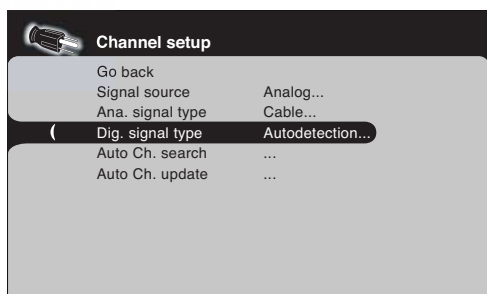 Channel setup
Go back
Signal source Analog...
Ana. signal type Cable...
Dig. signal type Autodetection...
Auto Ch. search ...
Auto Ch. update ...